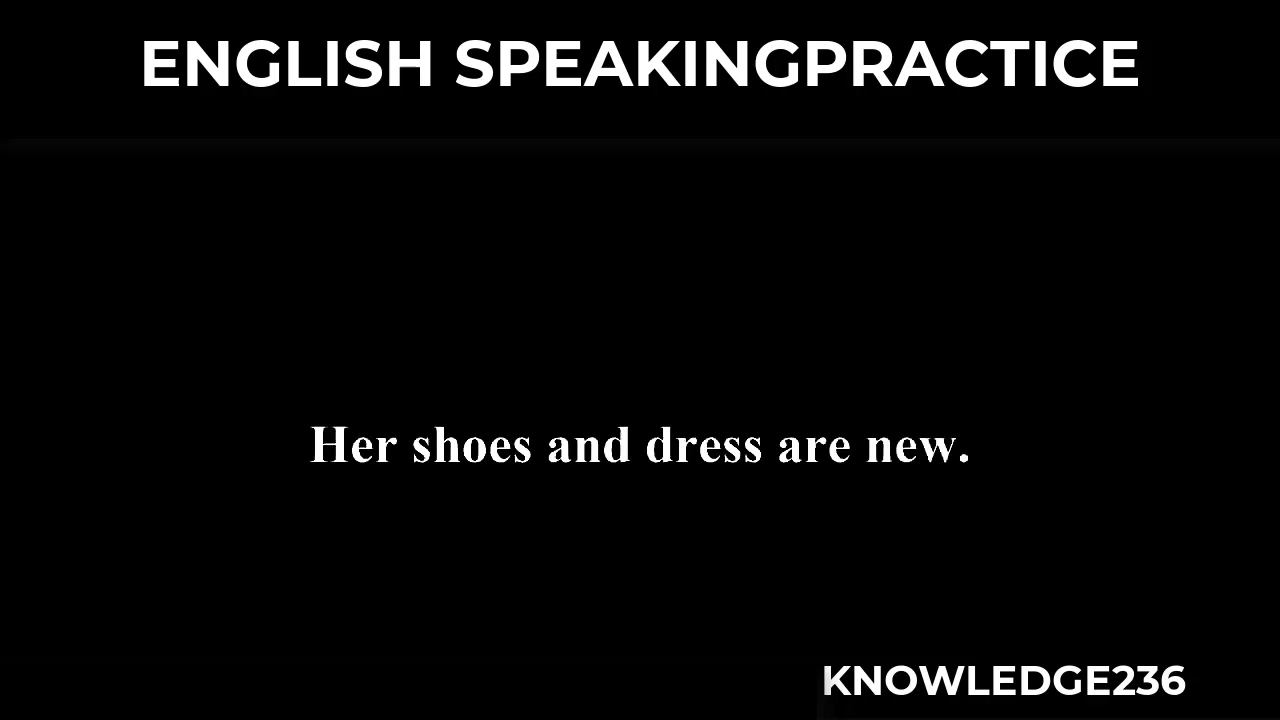 ENGLISH SPEAKINGPRACTICE
Her shoes and dress are new.
KNOWLEDGE236